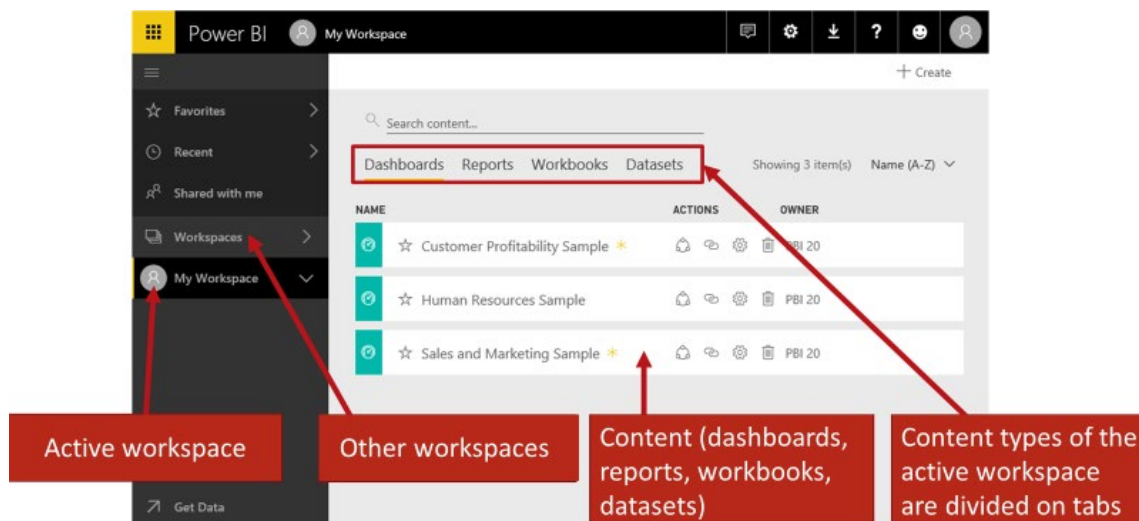 Power BI My Workspace ?
+ Create
Favorites
Search content...
Recent
Dashboards Reports Workbooks Datasets Showing 3 item(s) Name (A-Z)
Shared with me
NAME ACTIONS OWNER
Workspaces
Customer Profitability Sample PBI 20
My Workspace
Human Resources Sample PBI 20
Sales and Marketing Sample PBI 20
Active workspace
Other workspaces
Content (dashboards,
reports, workbooks,
datasets)
Content types of the
active workspace
are divided on tabs
Get Data